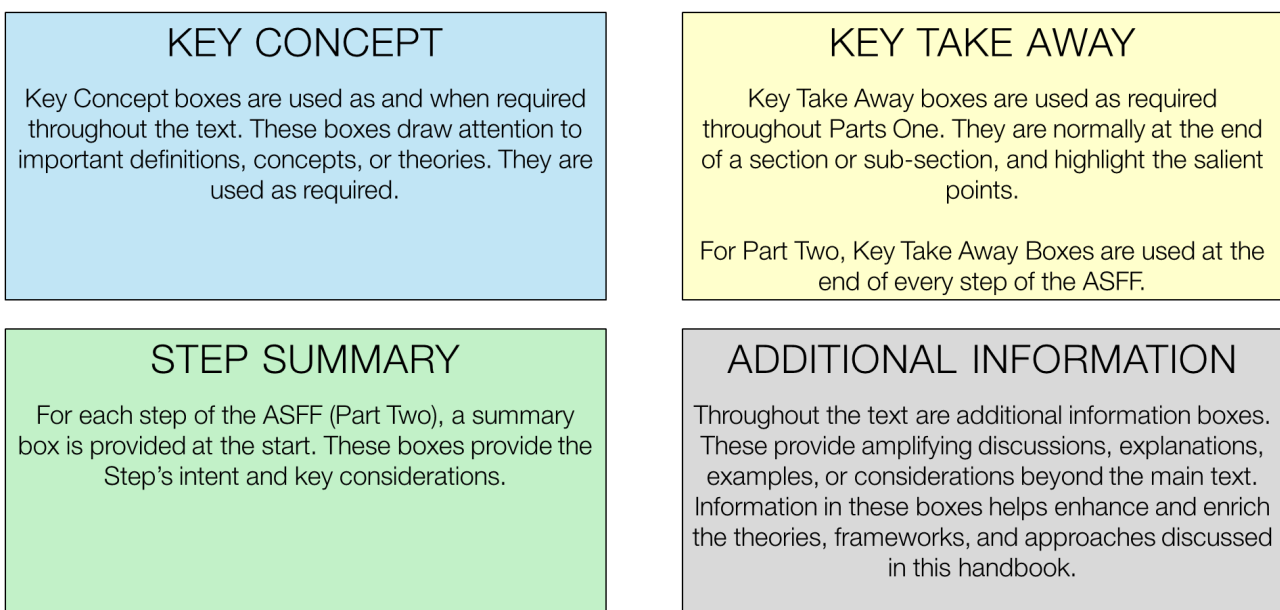 KEY CONCEPT
Key Concept boxes are used as and when required
throughout the text. These boxes draw attention to
important definitions, concepts, or theories. They are
used as required.
KEY TAKE AWAY
Key Take Away boxes are used as required
throughout Parts One. They are normally at the end
of a section or sub-section, and highlight the salient
points.
For Part Two, Key Take Away Boxes are used at the
end of every step of the ASFF.
STEP SUMMARY
For each step of the ASFF (Part Two), a summary
box is provided at the start. These boxes provide the
Step’s intent and key considerations.
ADDITIONAL INFORMATION
Throughout the text are additional information boxes.
These provide amplifying discussions, explanations,
examples, or considerations beyond the main text.
Information in these boxes helps enhance and enrich
the theories, frameworks, and approaches discussed
in this handbook.